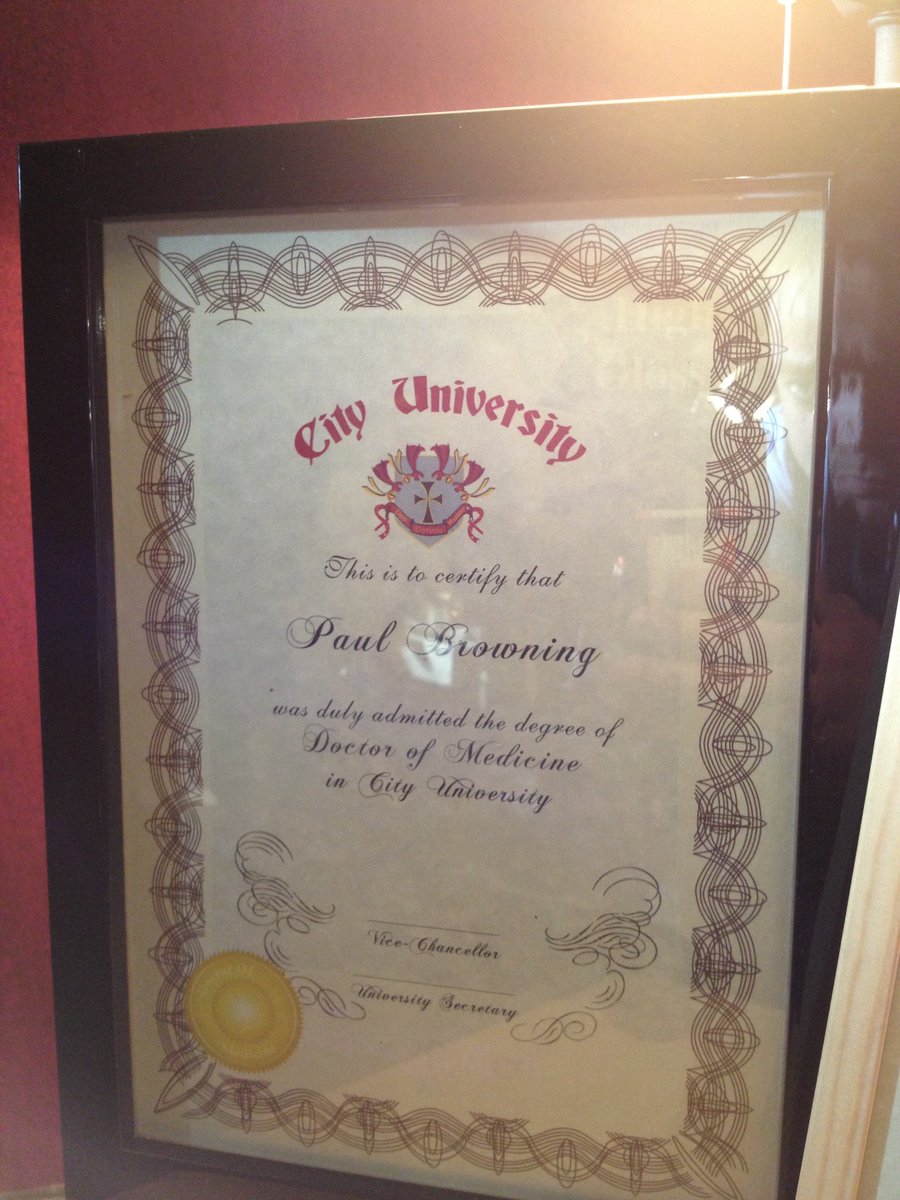 City University
This is to certify that
Paul Browning
was duly admitted the degree of
Doctor of Medicine
in City University
Vice-Chancellor
University Secretary